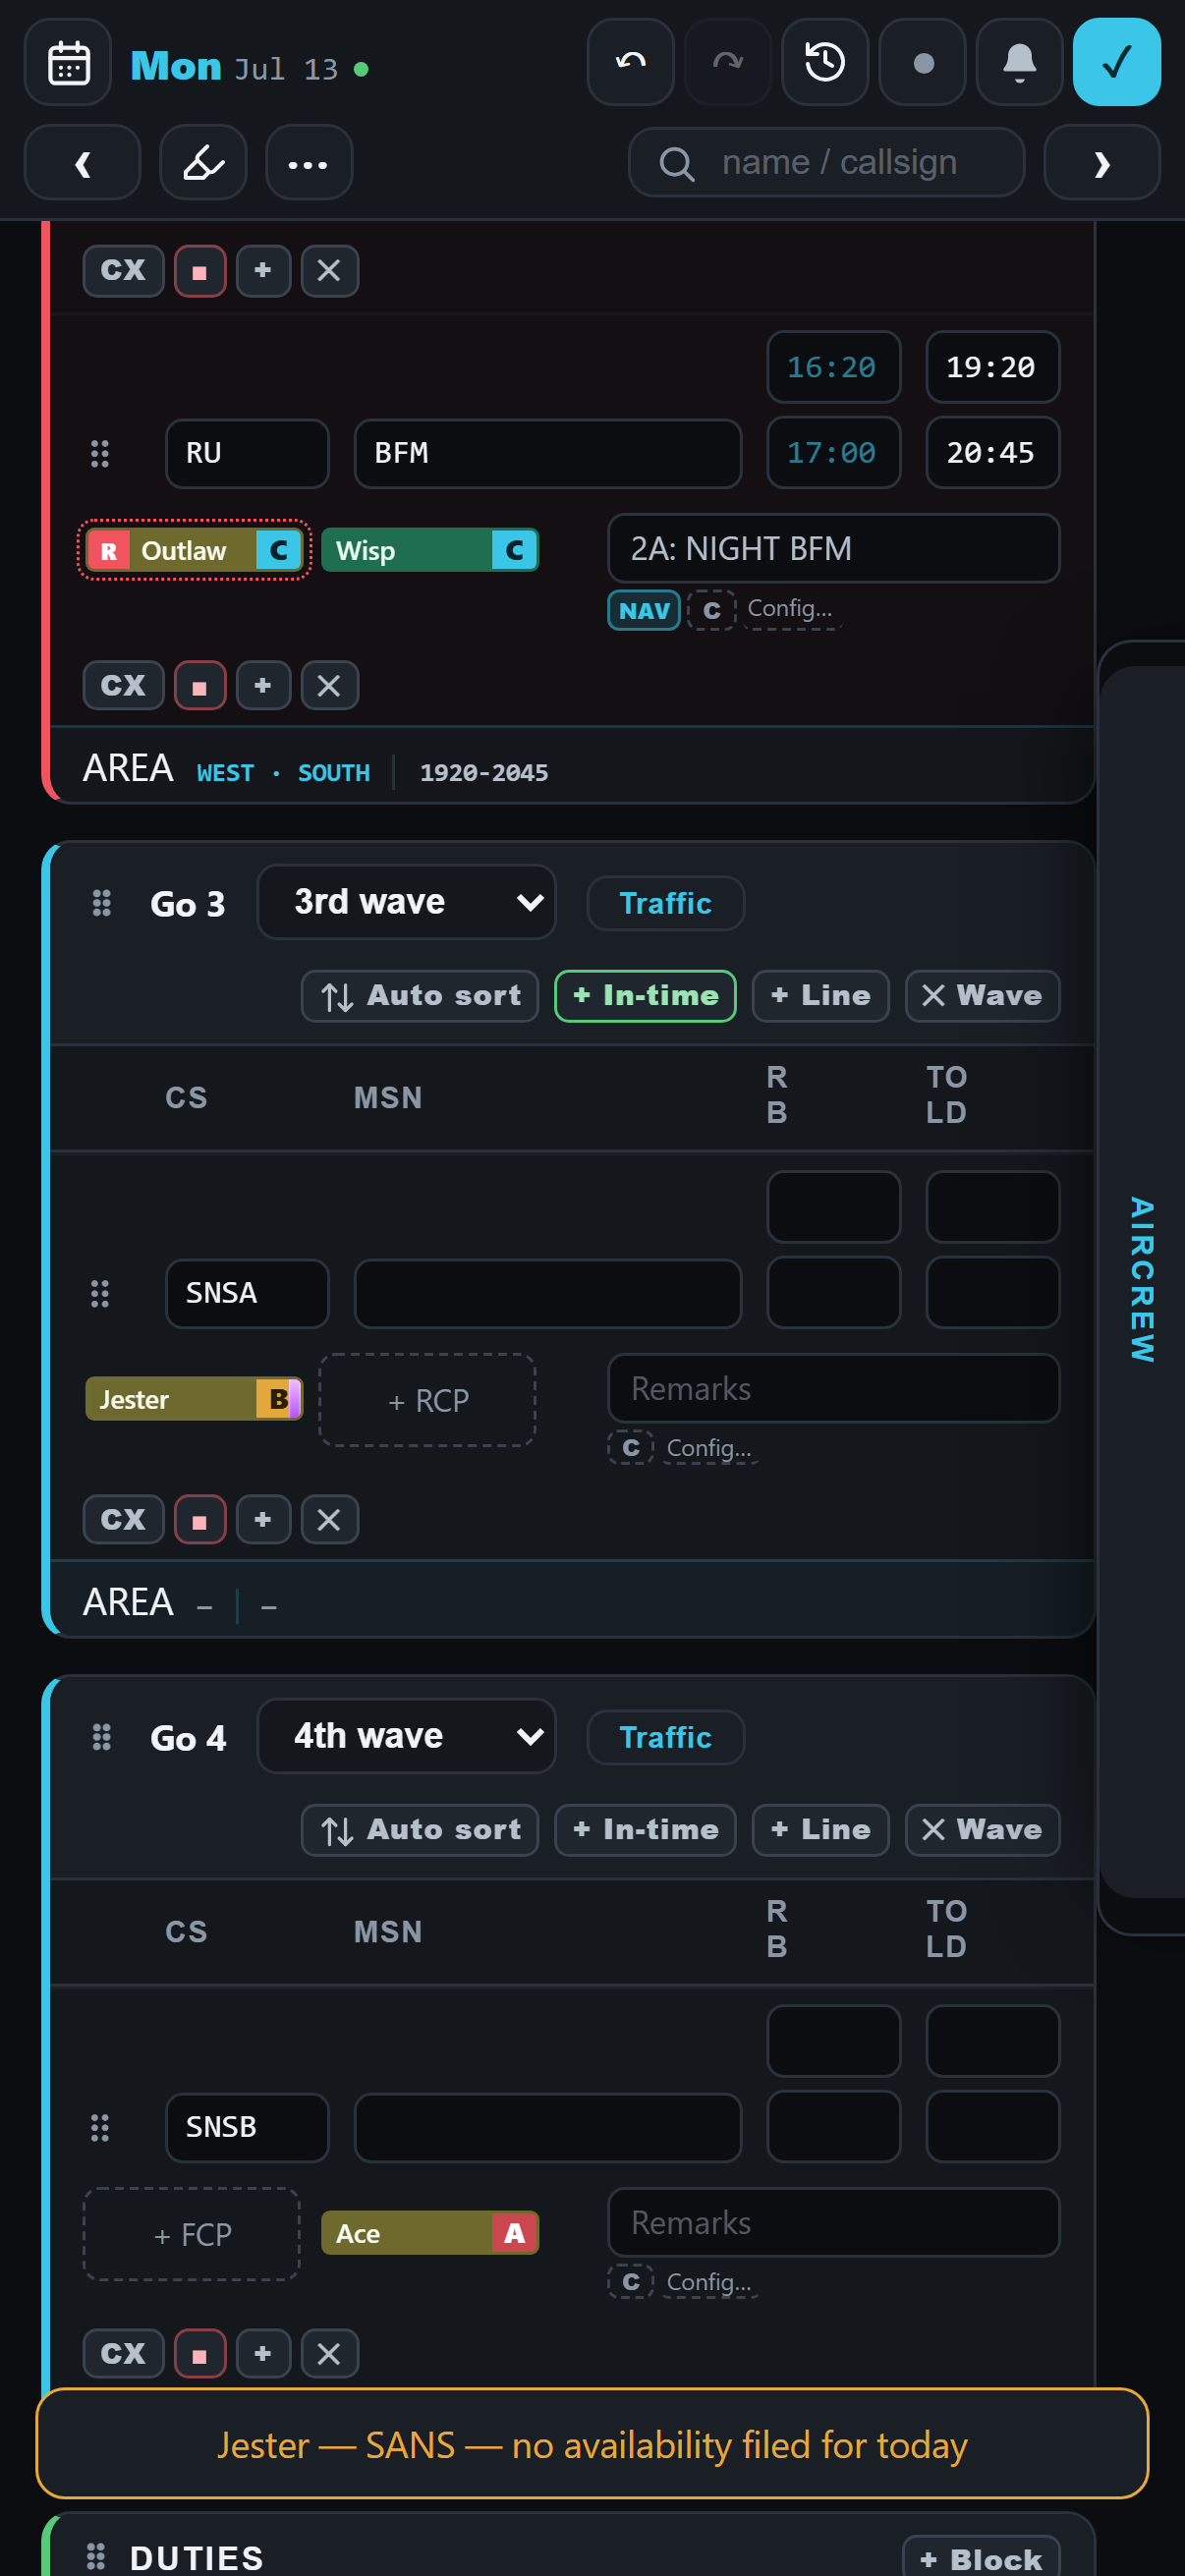 Mon Jul 13
name / callsign
CX +
16:20 19:20
RU BFM 17:00 20:45
R Outlaw C Wisp C 2A: NIGHT BFM
NAV C Config...
CX +
AREA WEST · SOUTH 1920-2045
Go 3 3rd wave Traffic
Auto sort + In-time + Line × Wave
CS MSN R TO
B LD
SNSA
Jester B + RCP Remarks
C Config...
CX +
AREA – –
AIRCREW
Go 4 4th wave Traffic
Auto sort + In-time + Line × Wave
CS MSN R TO
B LD
SNSB
+ FCP Ace A Remarks
C Config...
CX +
Jester — SANS — no availability filed for today
DUTIES + Block